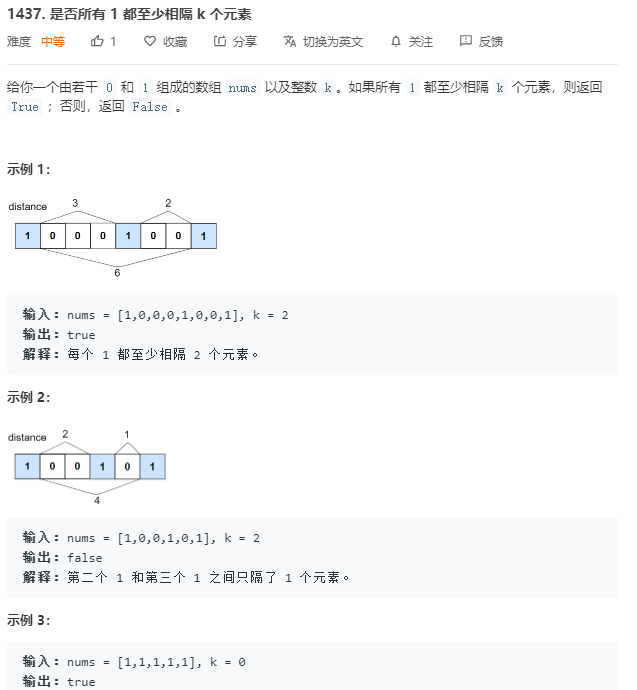 1437. 是否所有 1 都至少相隔 k 个元素
难度 中等 1 收藏 分享 切换为英文 关注 反馈
给你一个由若干 0 和 1 组成的数组 nums 以及整数 k。如果所有 1 都至少相隔 k 个元素，则返回
True ；否则，返回 False 。
示例 1：
distance 3 2
1 0 0 0 1 0 0 1
6
输入：nums = [1,0,0,0,1,0,0,1], k = 2
输出：true
解释：每个 1 都至少相隔 2 个元素。
示例 2：
distance 2 1
1 0 0 1 0 1
4
输入：nums = [1,0,0,1,0,1], k = 2
输出：false
解释：第二个 1 和第三个 1 之间只隔了 1 个元素。
示例 3：
输入：nums = [1,1,1,1,1], k = 0
输出：true